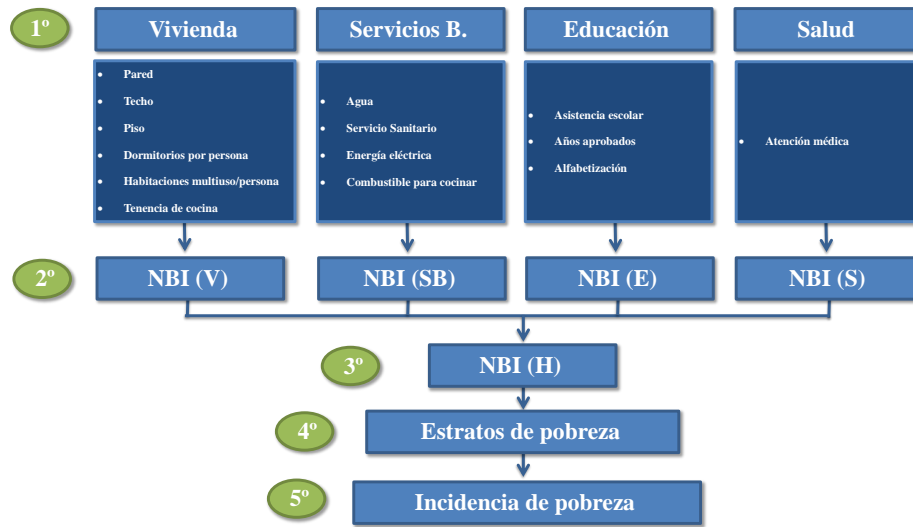 1º
Vivienda
Servicios B.
Educación
Salud
• Pared
• Techo
• Piso
• Dormitorios por persona
• Habitaciones multiuso/persona
• Tenencia de cocina
• Agua
• Servicio Sanitario
• Energía eléctrica
• Combustible para cocinar
• Asistencia escolar
• Años aprobados
• Alfabetización
• Atención médica
2º
NBI (V)
NBI (SB)
NBI (E)
NBI (S)
3º
NBI (H)
4º
Estratos de pobreza
5º
Incidencia de pobreza